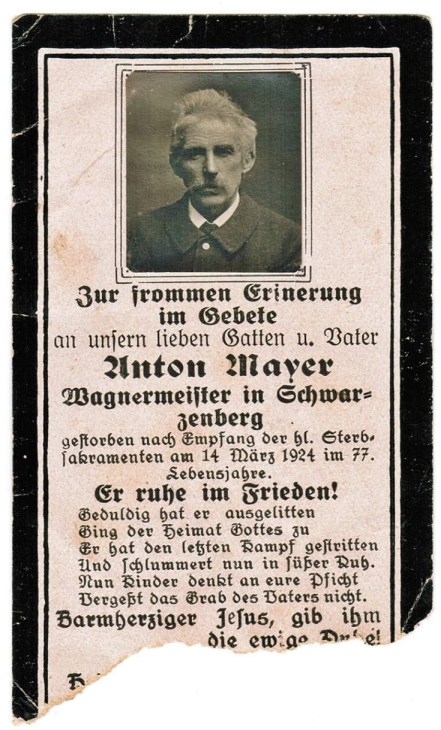 Zur frommen Erinerung
im Gebete
an unsern lieben Gatten u. Vater
Anton Mayer
Wagnermeister in Schwar=
zenberg
gestorben nach Empfang der hl. Sterb-
sakramenten am 14 März 1924 im 77.
Lebensjahre.
Er ruhe im Frieden!
Geduldig hat er ausgelitten
Ging der Heimat Gottes zu
Er hat den letzten Kampf gestritten
Und schlummert nun in süßer Ruh.
Nun Kinder denkt an eure Pficht
Vergeßt das Grab des Vaters nicht.
Barmherziger Jesus, gib ihm
die ewige